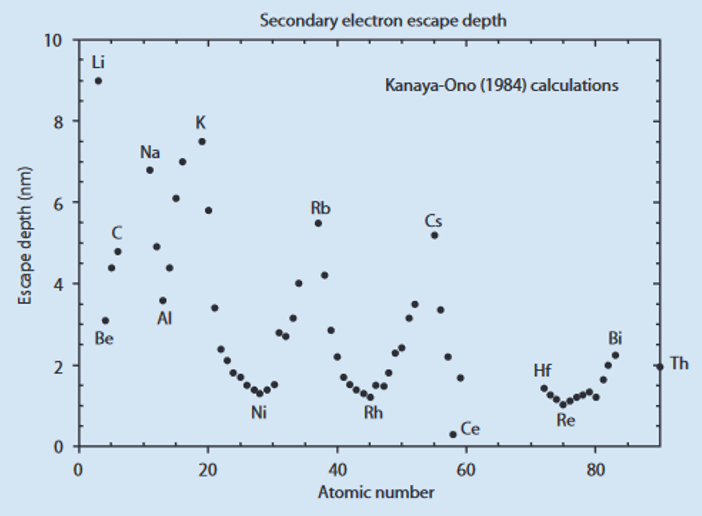 Secondary electron escape depth
10
Li
Kanaya-Ono (1984) calculations
8
K
Na
Escape depth (nm)
6
Rb
Cs
C
4
Al
Be
Bi
Th
2
Hf
Ni
Rh
Re
Ce
0
0 20 40 60 80
Atomic number